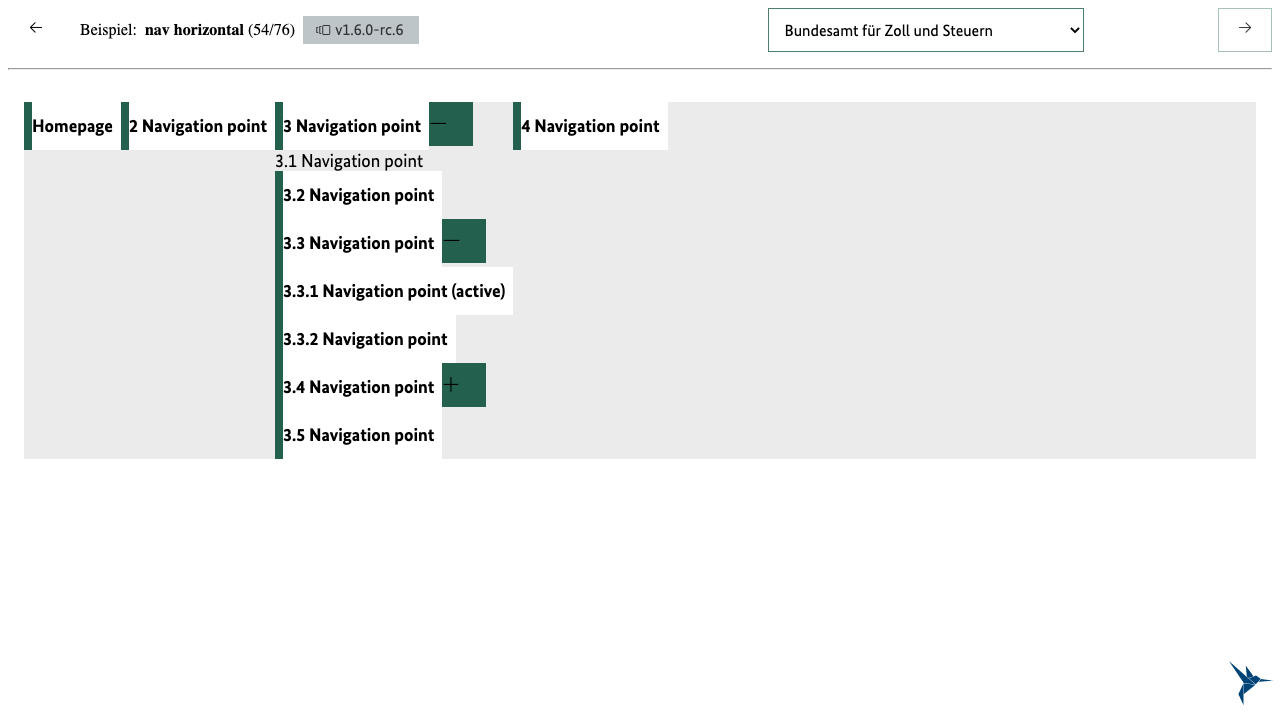 Beispiel: nav horizontal (54/76) v1.6.0-rc.6 Bundesamt für Zoll und Steuern
Homepage 2 Navigation point 3 Navigation point 4 Navigation point
3.1 Navigation point
3.2 Navigation point
3.3 Navigation point
3.3.1 Navigation point (active)
3.3.2 Navigation point
3.4 Navigation point
3.5 Navigation point